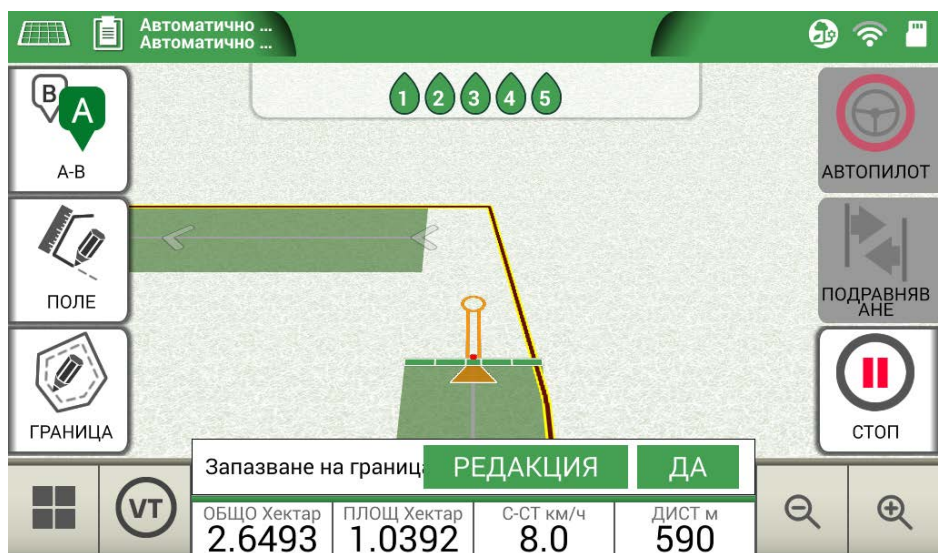 Автоматично ...
Автоматично ...
1 2 3 4 5
B
A
A-B
АВТОПИЛОТ
ПОЛЕ
ПОДРАВНЯВ
АНЕ
ГРАНИЦА
СТОП
Запазване на граница
РЕДАКЦИЯ
ДА
VT
ОБЩО Хектар
2.6493
ПЛОЩ Хектар
1.0392
С-СТ км/ч
8.0
ДИСТ м
590